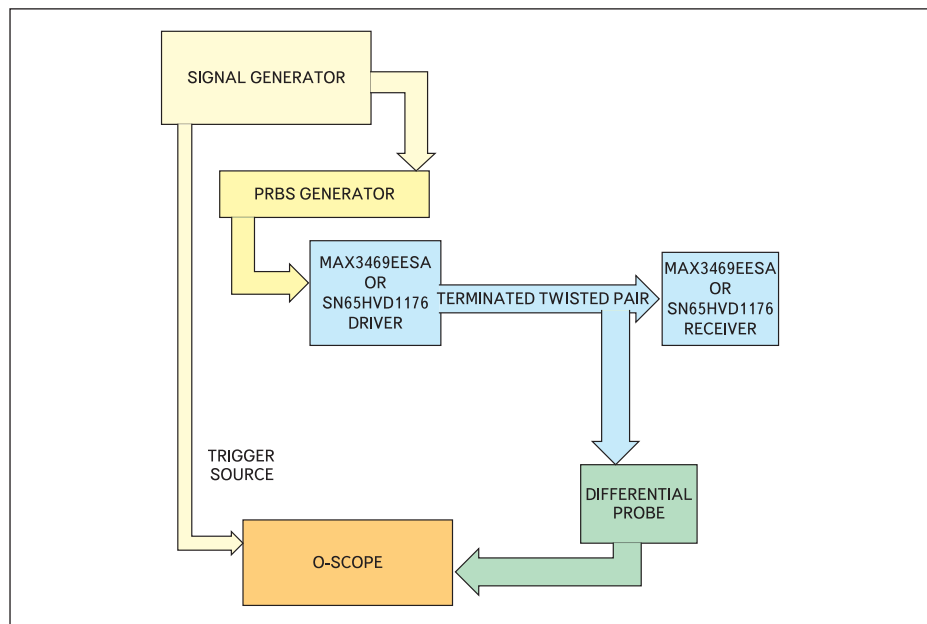 SIGNAL GENERATOR
PRBS GENERATOR
MAX3469EESA
OR
SN65HVD1176
DRIVER
TERMINATED TWISTED PAIR
MAX3469EESA
OR
SN65HVD1176
RECEIVER
TRIGGER
SOURCE
DIFFERENTIAL
PROBE
O-SCOPE